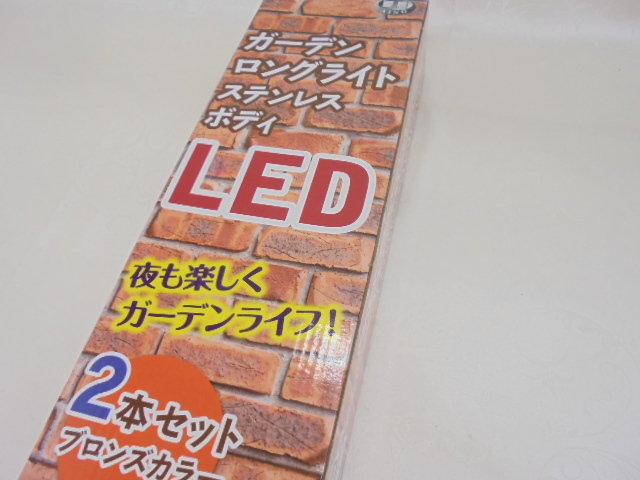 ガーデン
ロングライト
ステンレス
ボディ
LED
夜も楽しく
ガーデンライフ!
2本セット
ブロンズカラー